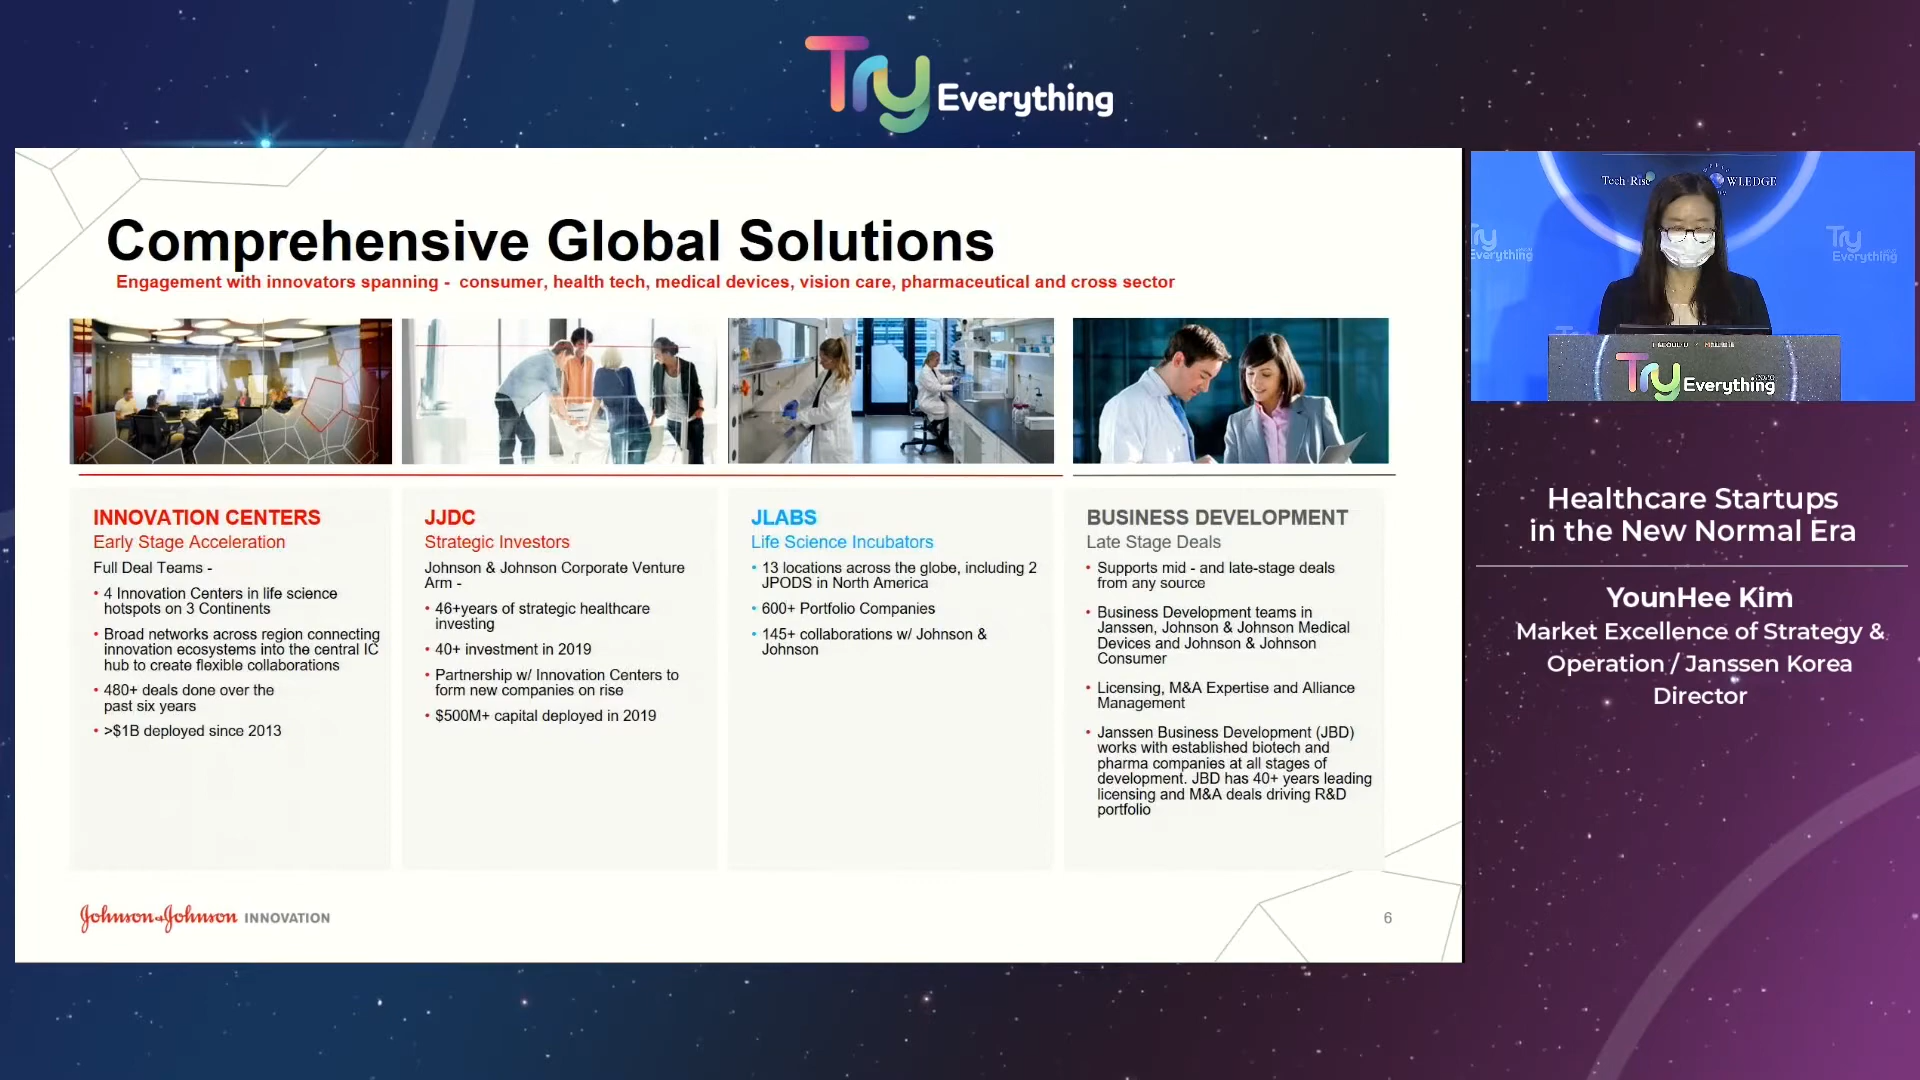 Try Everything
Comprehensive Global Solutions
Engagement with innovators spanning - consumer, health tech, medical devices, vision care, pharmaceutical and cross sector
INNOVATION CENTERS
Early Stage Acceleration
Full Deal Teams -
• 4 Innovation Centers in life science
hotspots on 3 Continents
• Broad networks across region connecting
innovation ecosystems into the central IC
hub to create flexible collaborations
• 480+ deals done over the
past six years
• >$1B deployed since 2013
JJDC
Strategic Investors
Johnson & Johnson Corporate Venture
Arm -
• 46+years of strategic healthcare
investing
• 40+ investment in 2019
• Partnership w/ Innovation Centers to
form new companies on rise
• $500M+ capital deployed in 2019
JLABS
Life Science Incubators
• 13 locations across the globe, including 2
JPODS in North America
• 600+ Portfolio Companies
• 145+ collaborations w/ Johnson &
Johnson
BUSINESS DEVELOPMENT
Late Stage Deals
• Supports mid - and late-stage deals
from any source
• Business Development teams in
Janssen, Johnson & Johnson Medical
Devices and Johnson & Johnson
Consumer
• Licensing, M&A Expertise and Alliance
Management
• Janssen Business Development (JBD)
works with established biotech and
pharma companies at all stages of
development. JBD has 40+ years leading
licensing and M&A deals driving R&D
portfolio
Johnson & Johnson INNOVATION
6
Tech Rise
WLEDGE
Try Everything
Try Everything
Try Everything
Healthcare Startups
in the New Normal Era
YounHee Kim
Market Excellence of Strategy &
Operation / Janssen Korea
Director